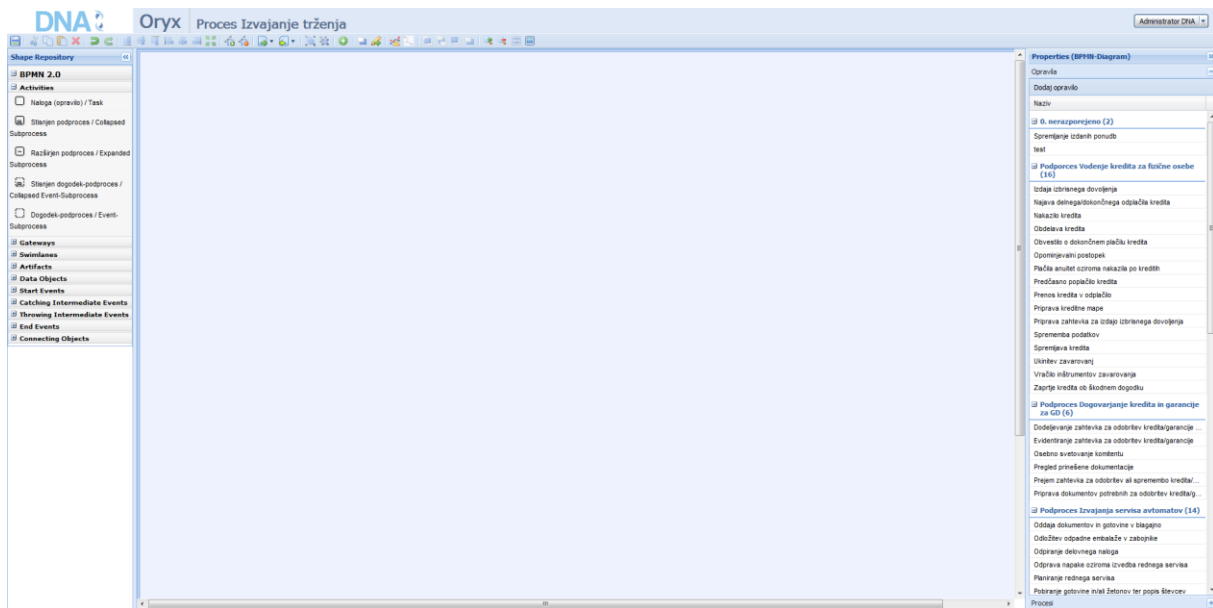 DNA
Oryx
Proces Izvajanje trženja
Administrator DNA
Shape Repository
BPMN 2.0
Activities
Naloga (opravilo) / Task
Stisnjen podproces / Collapsed
Subprocess
Razširjen podproces / Expanded
Subprocess
Stisnjen dogodek-podproces /
Collapsed Event-Subprocess
Dogodek-podproces / Event-
Subprocess
Gateways
Swimlanes
Artifacts
Data Objects
Start Events
Catching Intermediate Events
Throwing Intermediate Events
End Events
Connecting Objects
Properties (BPMN-Diagram)
Opravila
Dodaj opravilo
Naziv
0. nerazporejeno (2)
Spremljanje izdanih ponudb
test
Podporces Vodenje kredita za fizične osebe
(16)
Izdaja izbrisnega dovoljenja
Najava delnega/dokončnega odplačila kredita
Nakazilo kredita
Obdelava kredita
Obvestilo o dokončnem plačilu kredita
Opominjevalni postopek
Plačila anuitet oziroma nakazila po kreditih
Predčasno poplačilo kredita
Prenos kredita v odplačilo
Priprava kreditne mape
Priprava zahtevka za izdajo izbrisnega dovoljenja
Sprememba podatkov
Spremljava kredita
Ukinitev zavarovanj
Vračilo inštrumentov zavarovanja
Zaprtje kredita ob škodnem dogodku
Podproces Dogovarjanje kredita in garancije
za GD (6)
Dodeljevanje zahtevka za odobritev kredita/garancije ...
Evidentiranje zahtevka za odobritev kredita/garancije
Osebno svetovanje komitentu
Pregled prinešene dokumentacije
Prejem zahtevka za odobritev ali spremembo kredita/...
Priprava dokumentov potrebnih za odobritev kredita/g...
Podproces Izvajanja servisa avtomatov (14)
Oddaja dokumentov in gotovine v blagajno
Odložitev odpadne embalaže v zabojnike
Odpiranje delovnega naloga
Odprava napake oziroma izvedba rednega servisa
Planiranje rednega servisa
Pobiranje gotovine in/ali žetonov ter popis števcev
Procesi